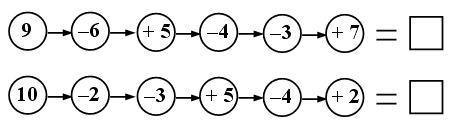 9 –6 + 5 –4 –3 + 7 =
10 –2 –3 + 5 –4 + 2 =